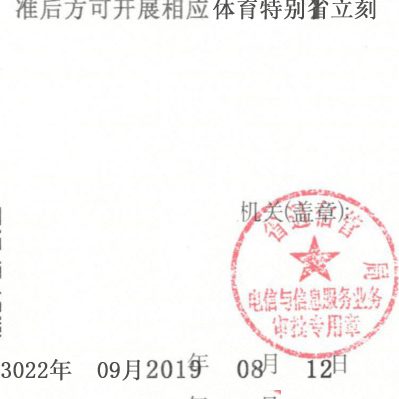 准后方可开展相应体育特别省立刻
机关(盖章):
省通信管
局
电信与信息服务业务
审批专用章
3022年 09月2019年 08月 12日